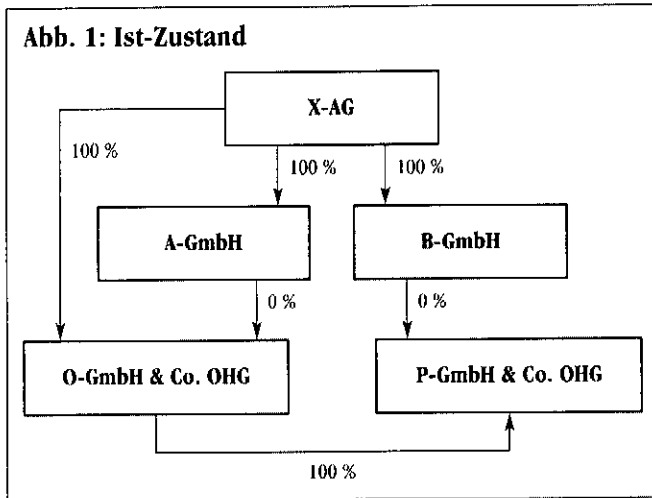 Abb. 1: Ist-Zustand
X-AG
100 %
100 %
100 %
A-GmbH
B-GmbH
0 %
0 %
O-GmbH & Co. OHG
P-GmbH & Co. OHG
100 %